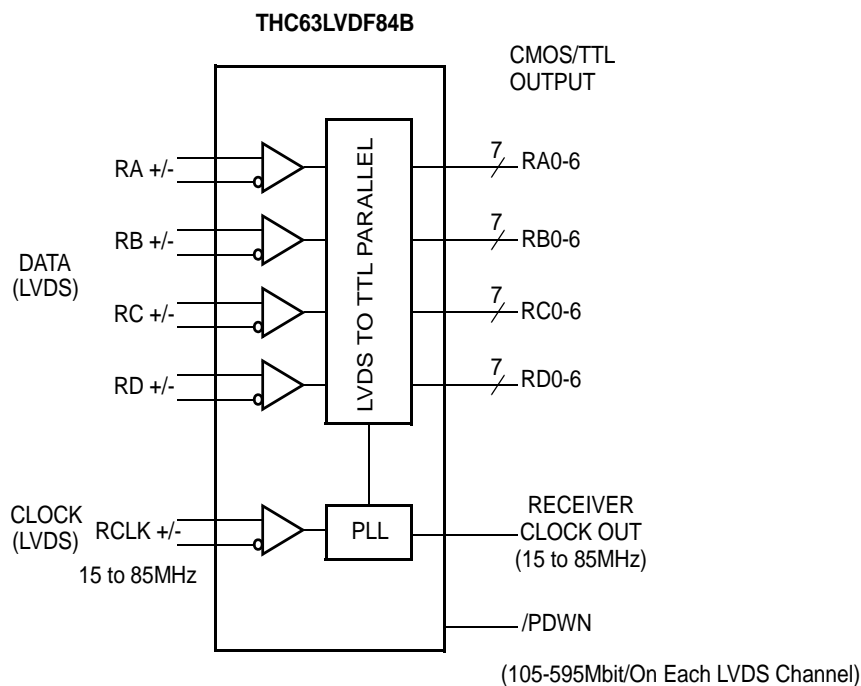 THC63LVDF84B
CMOS/TTL
OUTPUT
DATA
(LVDS)
RA +/-
RB +/-
RC +/-
RD +/-
LVDS TO TTL PARALLEL
7
RA0-6
7
RB0-6
7
RC0-6
7
RD0-6
CLOCK
(LVDS)
RCLK +/-
15 to 85MHz
PLL
RECEIVER
CLOCK OUT
(15 to 85MHz)
/PDWN
(105-595Mbit/On Each LVDS Channel)